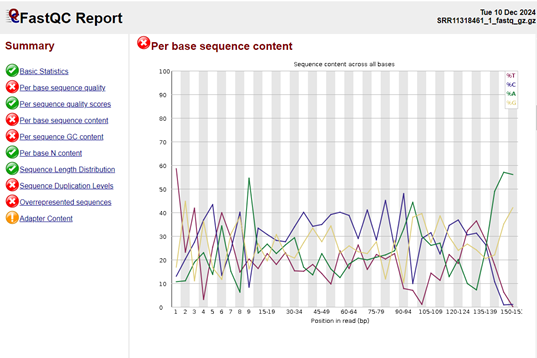 FastQC Report
Tue 10 Dec 2024
SRR11318461_1_fastq_gz.gz
Summary
Basic Statistics
Per base sequence quality
Per sequence quality scores
Per base sequence content
Per sequence GC content
Per base N content
Sequence Length Distribution
Sequence Duplication Levels
Overrepresented sequences
Adapter Content
Per base sequence content
Sequence content across all bases
%T
%C
%A
%G
100
90
80
70
60
50
40
30
20
10
0
1 2 3 4 5 6 7 8 9 15-19 30-34 45-49 60-64 75-79 90-94 105-109 120-124 135-139 150-151
Position in read (bp)